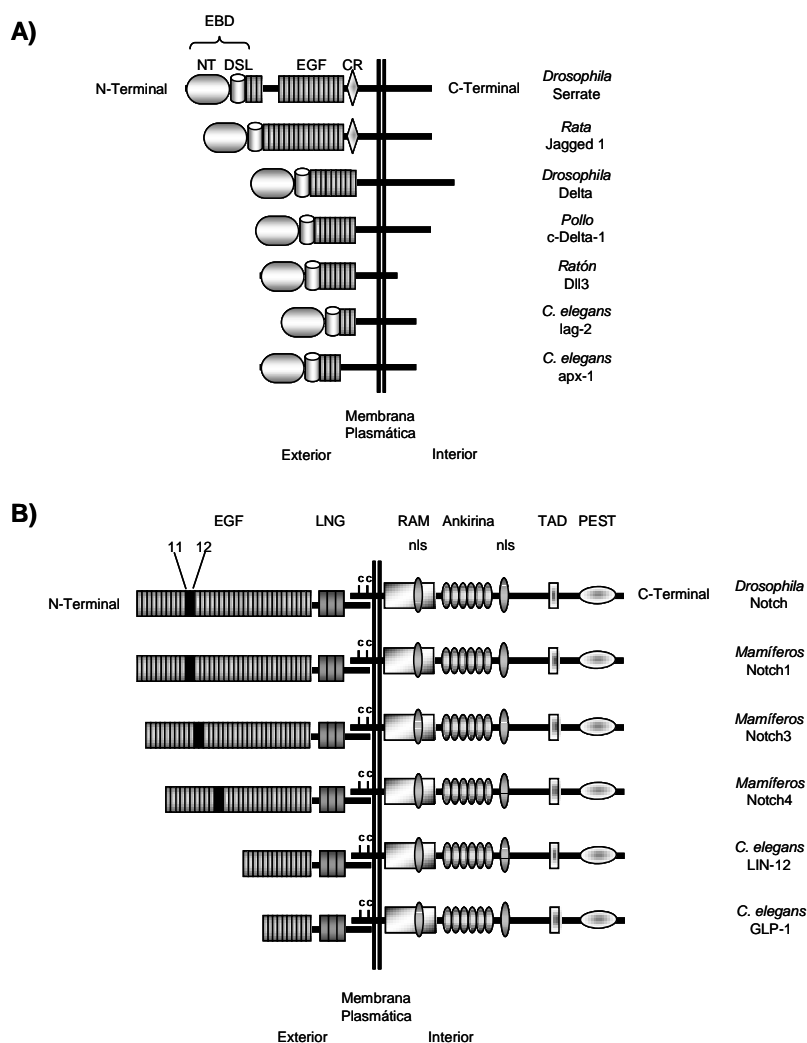 A)
EBD
NT DSL EGF CR
N-Terminal
C-Terminal
Drosophila
Serrate
Rata
Jagged 1
Drosophila
Delta
Pollo
c-Delta-1
Ratón
Dll3
C. elegans
lag-2
C. elegans
apx-1
Membrana
Plasmática
Exterior
Interior
B)
EGF LNG RAM Ankirina TAD PEST
11 12 nls nls
c c
N-Terminal
C-Terminal
Drosophila
Notch
c c
Mamíferos
Notch1
c c
Mamíferos
Notch3
c c
Mamíferos
Notch4
c c
C. elegans
LIN-12
c c
C. elegans
GLP-1
Membrana
Plasmática
Exterior
Interior